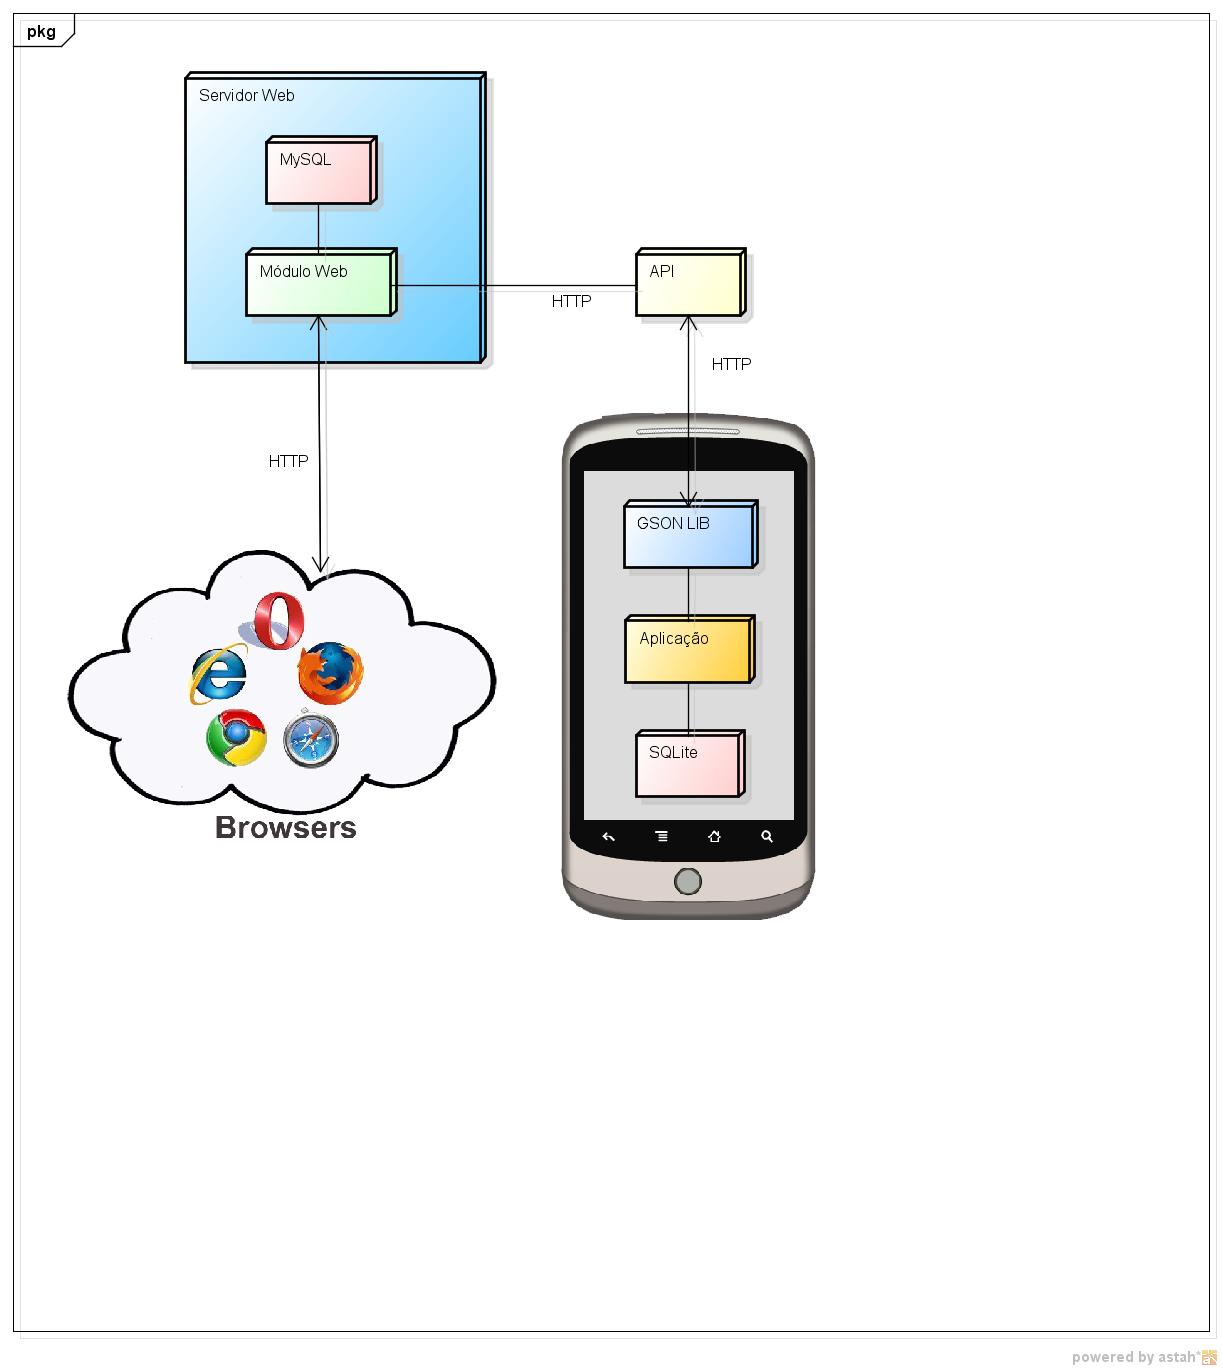 pkg
Servidor Web
MySQL
Módulo Web
API
HTTP
HTTP
HTTP
GSON LIB
Aplicação
SQLite
Browsers
powered by astah*